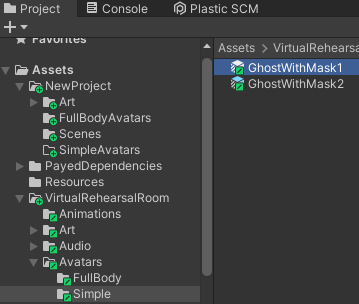 Project
Console
Plastic SCM
Favorites
Assets
NewProject
Art
FullBodyAvatars
Scenes
SimpleAvatars
PayedDependencies
Resources
VirtualRehearsalRoom
Animations
Art
Audio
Avatars
FullBody
Simple
Assets > VirtualRehearsa
GhostWithMask1
GhostWithMask2